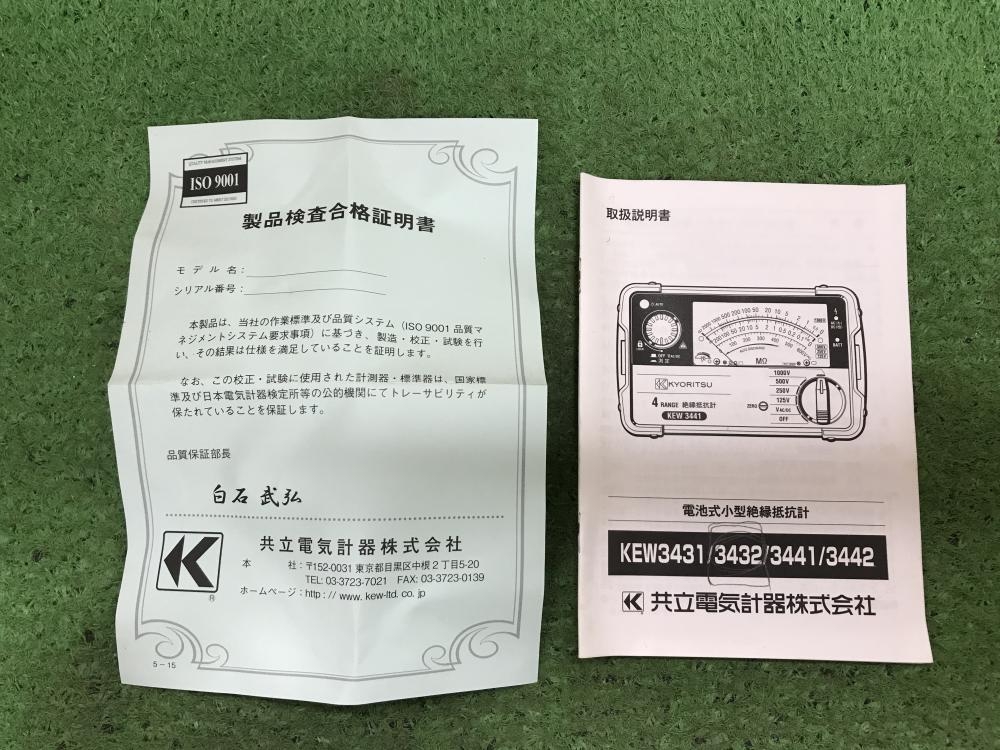 QUALITY MANAGEMENT SYSTEM
ISO 9001
製品検査合格証明書
モデル名:
シリアル番号:
本製品は、当社の作業標準及び品質システム（ISO 9001 品質マ
ネジメントシステム要求事項）に基づき、製造・校正・試験を行
い、その結果は仕様を満足していることを証明します。
なお、この校正・試験に使用された計測器・標準器は、国家標
準及び日本電気計器検定所等の公的機関にてトレーサビリティが
保たれていることを保証します。
品質保証部長
白石 武弘
共立電気計器株式会社
本 社：〒152-0031 東京都目黒区中根2丁目5-20
TEL: 03-3723-7021 FAX: 03-3723-0139
ホームページ：http://www.kew-ltd.co.jp
5-15
取扱説明書
MΩ
BATT
KYORITSU
4 RANGE 絶縁抵抗計
KEW 3441
ZERO
1000V
500V
250V
125V
V AC/DC
OFF
電池式小型絶縁抵抗計
KEW3431/3432/3441/3442
共立電気計器株式会社